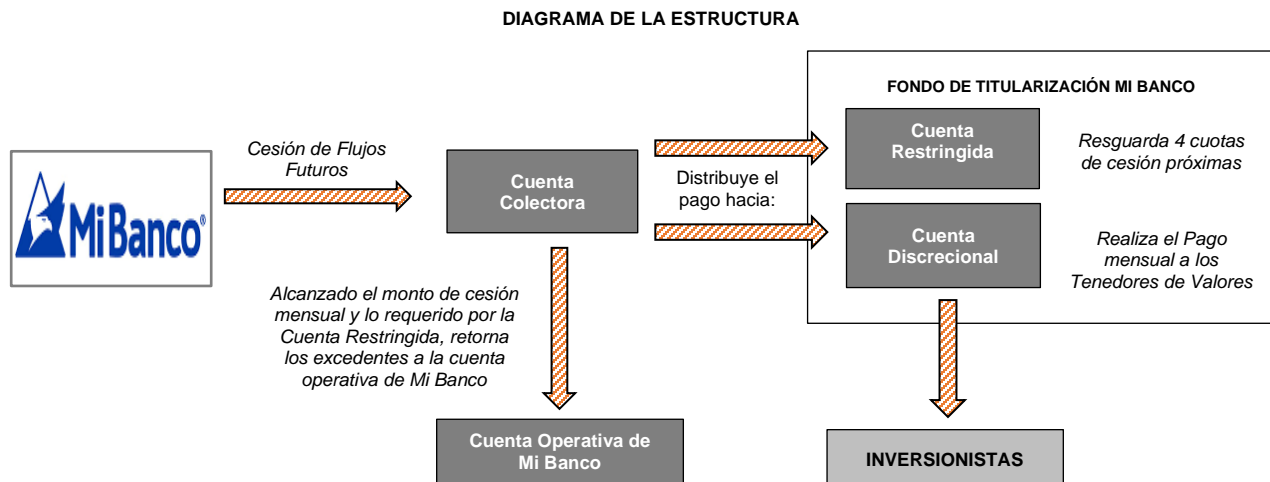 DIAGRAMA DE LA ESTRUCTURA
FONDO DE TITULARIZACIÓN MI BANCO
MiBanco®
Cesión de Flujos
Futuros
Cuenta
Colectora
Distribuye el
pago hacia:
Cuenta
Restringida
Resguarda 4 cuotas
de cesión próximas
Cuenta
Discrecional
Realiza el Pago
mensual a los
Tenedores de Valores
Alcanzado el monto de cesión
mensual y lo requerido por la
Cuenta Restringida, retorna
los excedentes a la cuenta
operativa de Mi Banco
Cuenta Operativa de
Mi Banco
INVERSIONISTAS